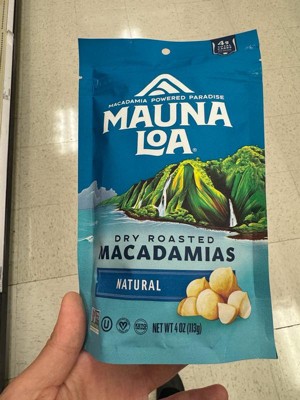 MACADAMIA POWERED PARADISE
MAUNA
LOA®
DRY ROASTED
MACADAMIAS
NATURAL
NET WT 4 OZ (113g)